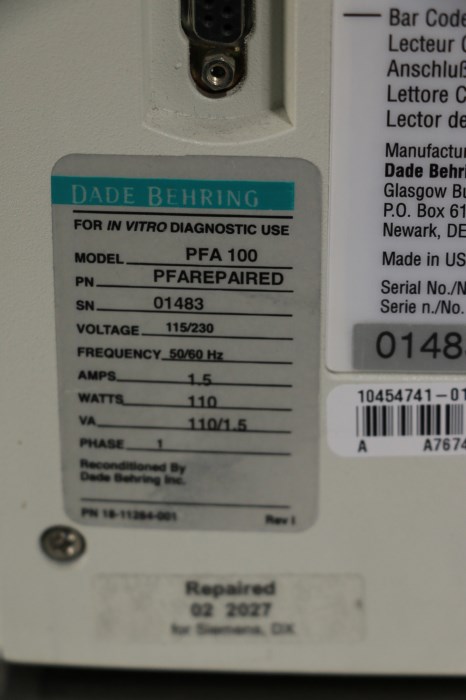 Bar Code
Lecteur
Anschluß
Lettore C
Lector de
Manufactur
Dade Behri
Glasgow Bu
P.O. Box 61
Newark, DE
Made in US
Serial No./N
Serie n./No.
0148
10454741-01
A A7674
DADE BEHRING
FOR IN VITRO DIAGNOSTIC USE
MODEL PFA 100
PN PFAREPAIRED
SN 01483
VOLTAGE 115/230
FREQUENCY 50/60 Hz
AMPS 1.5
WATTS 110
VA 110/1.5
PHASE 1
Reconditioned By
Dade Behring Inc.
PN 18-11284-001 Rev I
Repaired
02 2027
for Siemens, DX